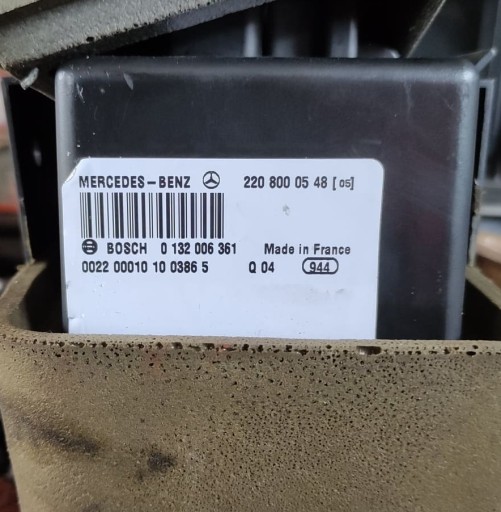 MERCEDES-BENZ 220 800 05 48 [05]
BOSCH 0 132 006 361 Made in France
0022 00010 10 0386 5 Q 04 944